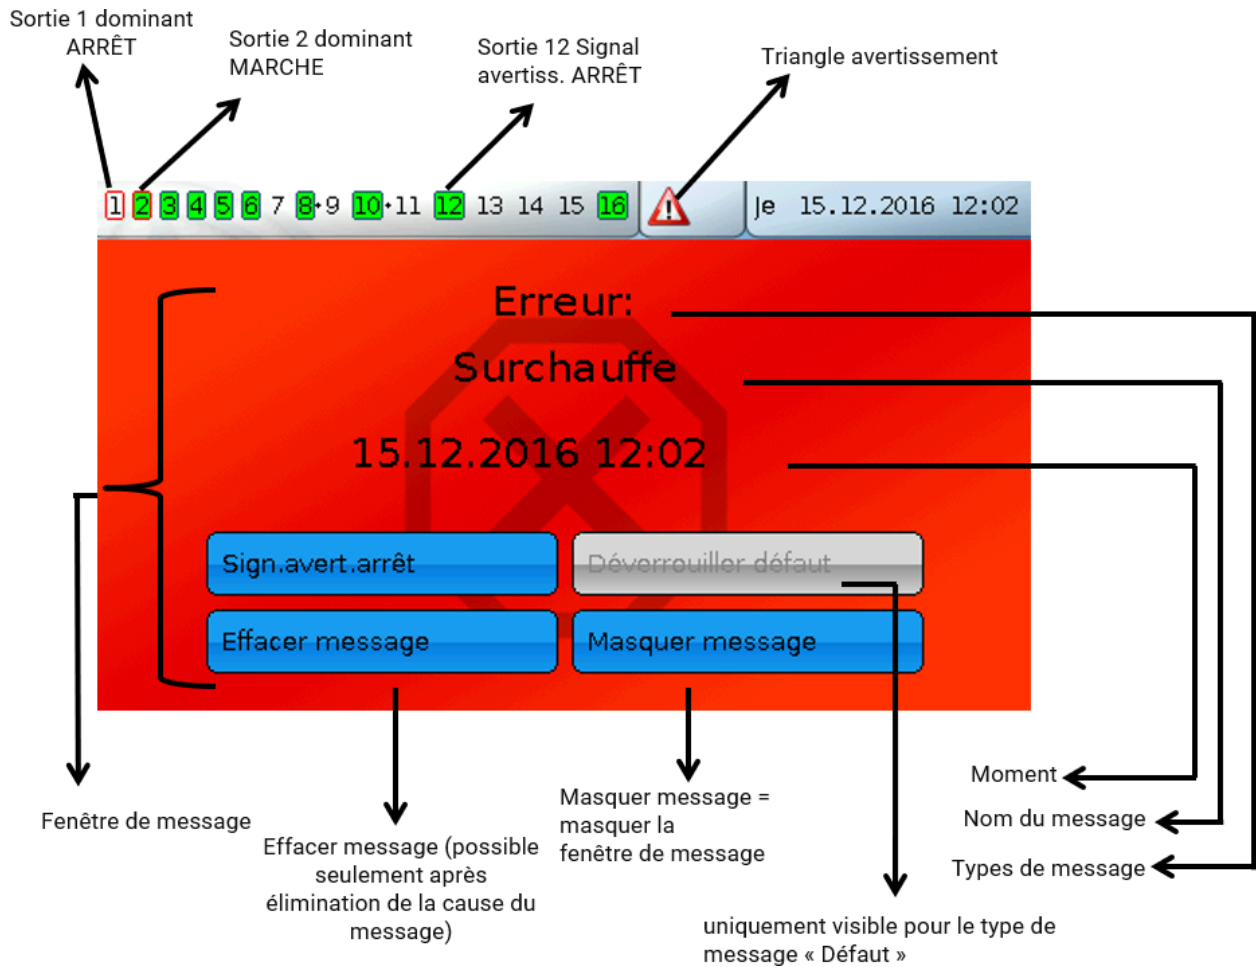 Sortie 1 dominant
ARRÊT
Sortie 2 dominant
MARCHE
Sortie 12 Signal
avertiss. ARRÊT
Triangle avertissement
1 2 3 4 5 6 7 8+9 10+11 12 13 14 15 16
Je 15.12.2016 12:02
Erreur:
Surchauffe
15.12.2016 12:02
Sign.avert.arrêt
Déverrouiller défaut
Effacer message
Masquer message
Fenêtre de message
Effacer message (possible
seulement après
élimination de la cause du
message)
Masquer message =
masquer la
fenêtre de message
uniquement visible pour le type de
message « Défaut »
Moment
Nom du message
Types de message